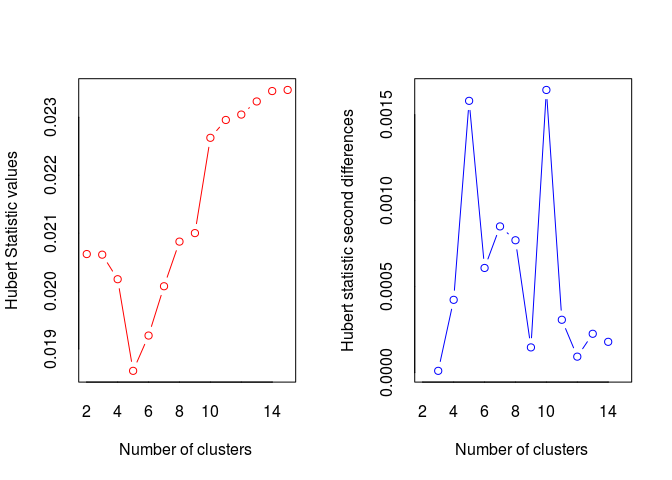 Hubert Statistic values
0.019 0.020 0.021 0.022 0.023
2 4 6 8 10 14
Number of clusters
Hubert statistic second differences
0.0000 0.0005 0.0010 0.0015
2 4 6 8 10 14
Number of clusters